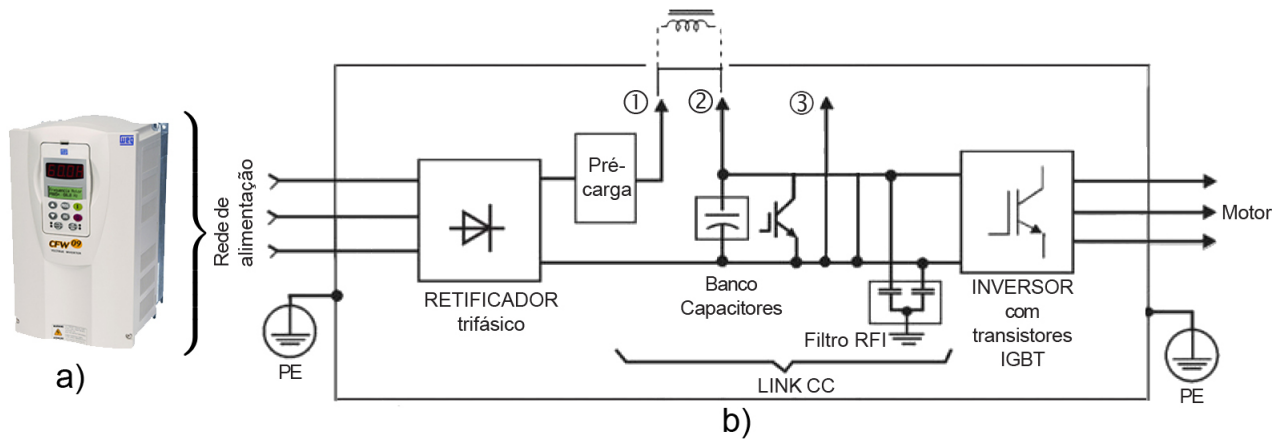 ①
②
③
Pré-
carga
Rede de
alimentação
WEG
CFW 09
Motor
RETIFICADOR
trifásico
Banco
Capacitores
INVERSOR
com
transistores
IGBT
Filtro RFI
PE
LINK CC
PE
a)
b)